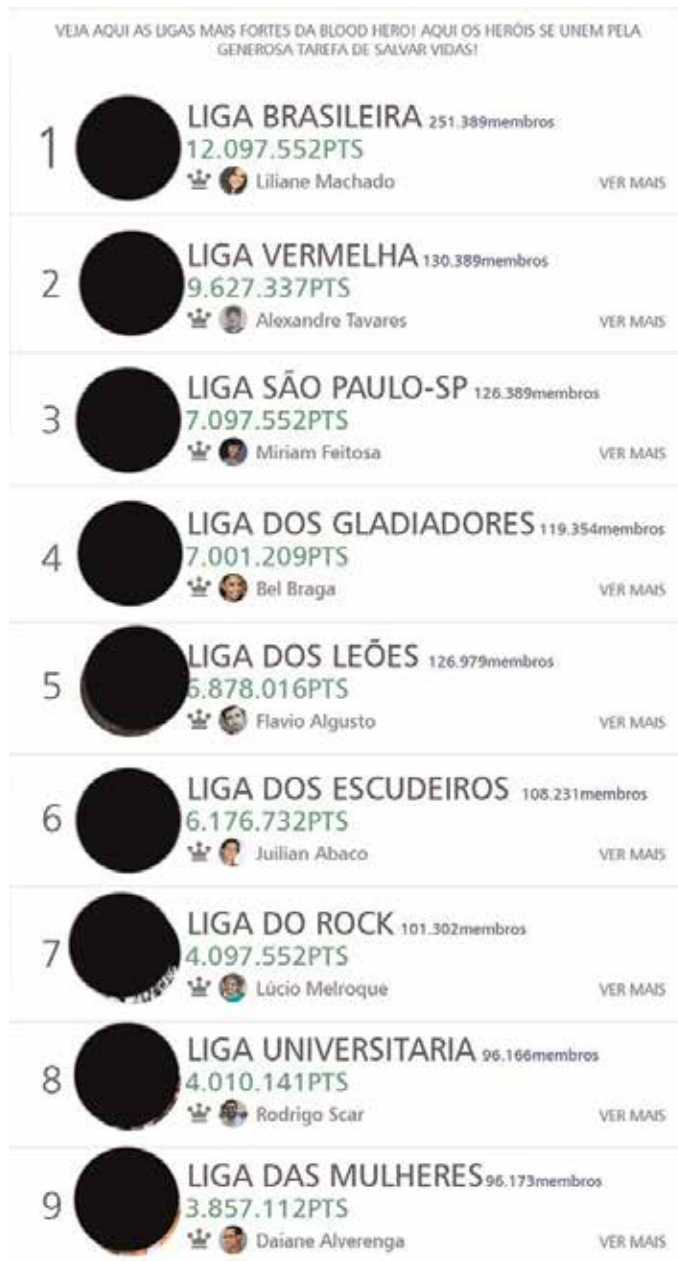 VEJA AQUI AS LIGAS MAIS FORTES DA BLOOD HERO! AQUI OS HERÓIS SE UNEM PELA
GENEROSA TAREFA DE SALVAR VIDAS!
1
LIGA BRASILEIRA 251.389membros
12.097.552PTS
Liliane Machado VER MAIS
2
LIGA VERMELHA 130.389membros
9.627.337PTS
Alexandre Tavares VER MAIS
3
LIGA SÃO PAULO-SP 126.389membros
7.097.552PTS
Miriam Feitosa VER MAIS
4
LIGA DOS GLADIADORES 119.354membros
7.001.209PTS
Bel Braga VER MAIS
5
LIGA DOS LEÕES 126.979membros
6.878.016PTS
Flavio Algusto VER MAIS
6
LIGA DOS ESCUDEIROS 108.231membros
6.176.732PTS
Juilian Abaco VER MAIS
7
LIGA DO ROCK 101.302membros
4.097.552PTS
Lúcio Melroque VER MAIS
8
LIGA UNIVERSITARIA 96.166membros
4.010.141PTS
Rodrigo Scar VER MAIS
9
LIGA DAS MULHERES 96.173membros
3.857.112PTS
Daiane Alverenga VER MAIS